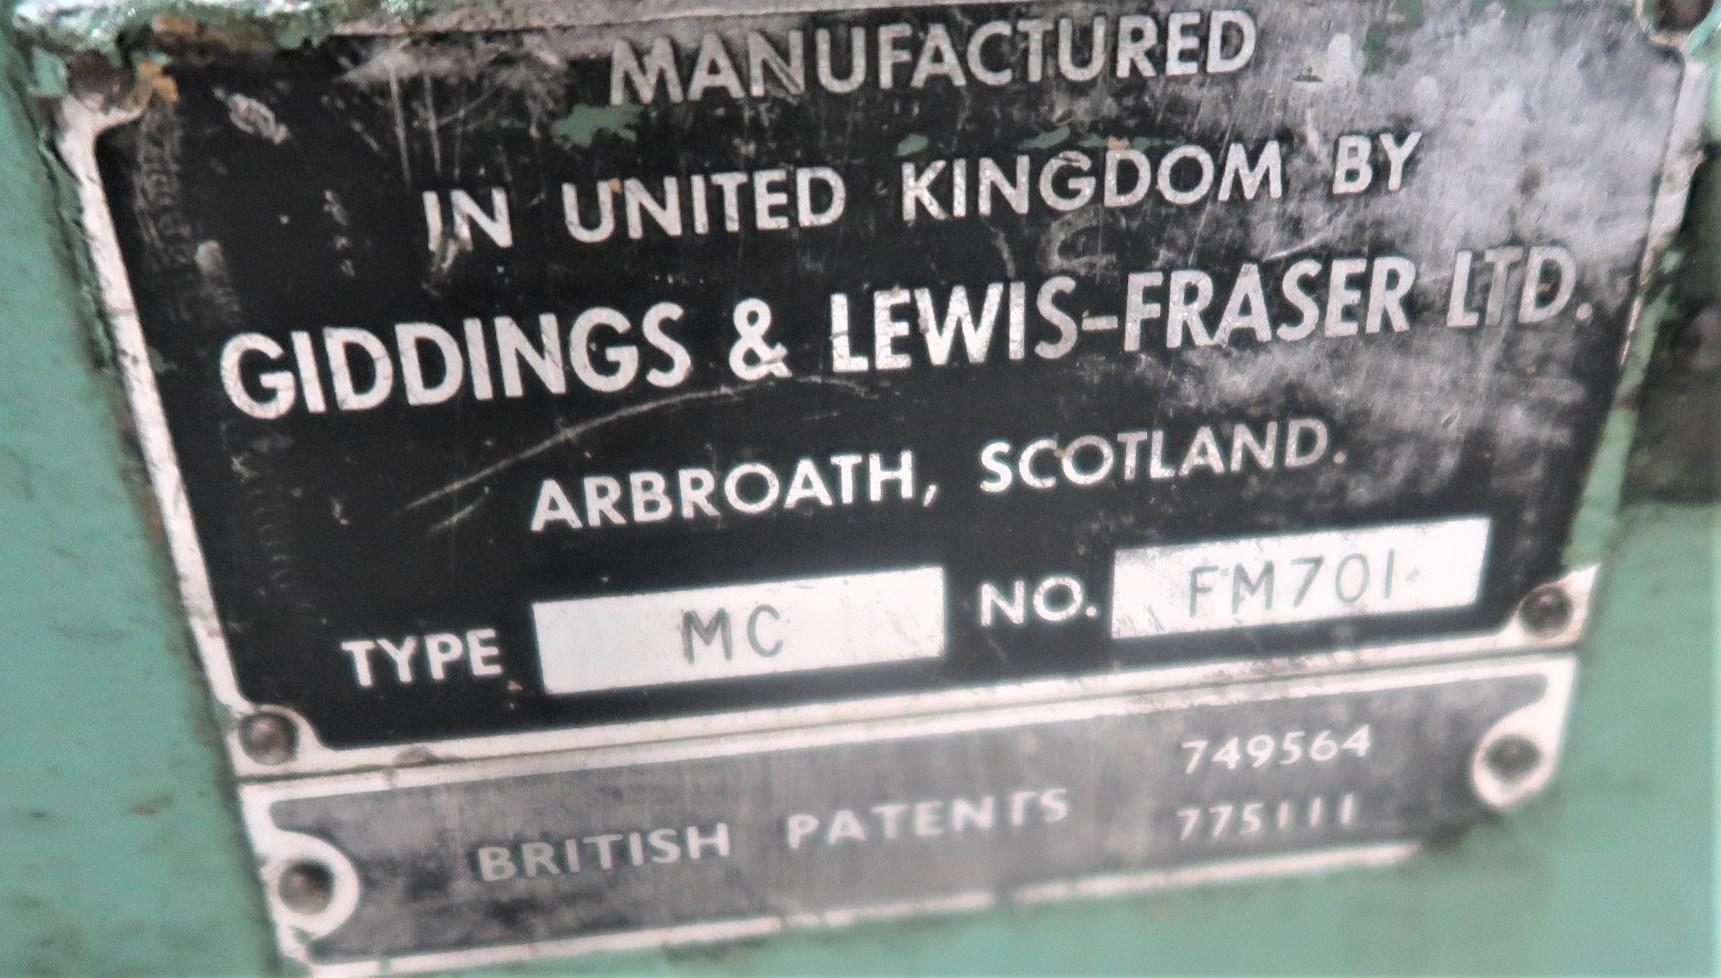 MANUFACTURED
IN UNITED KINGDOM BY
GIDDINGS & LEWIS-FRASER LTD.
ARBROATH, SCOTLAND.
TYPE MC NO. FM701
BRITISH PATENTS 749564
775111